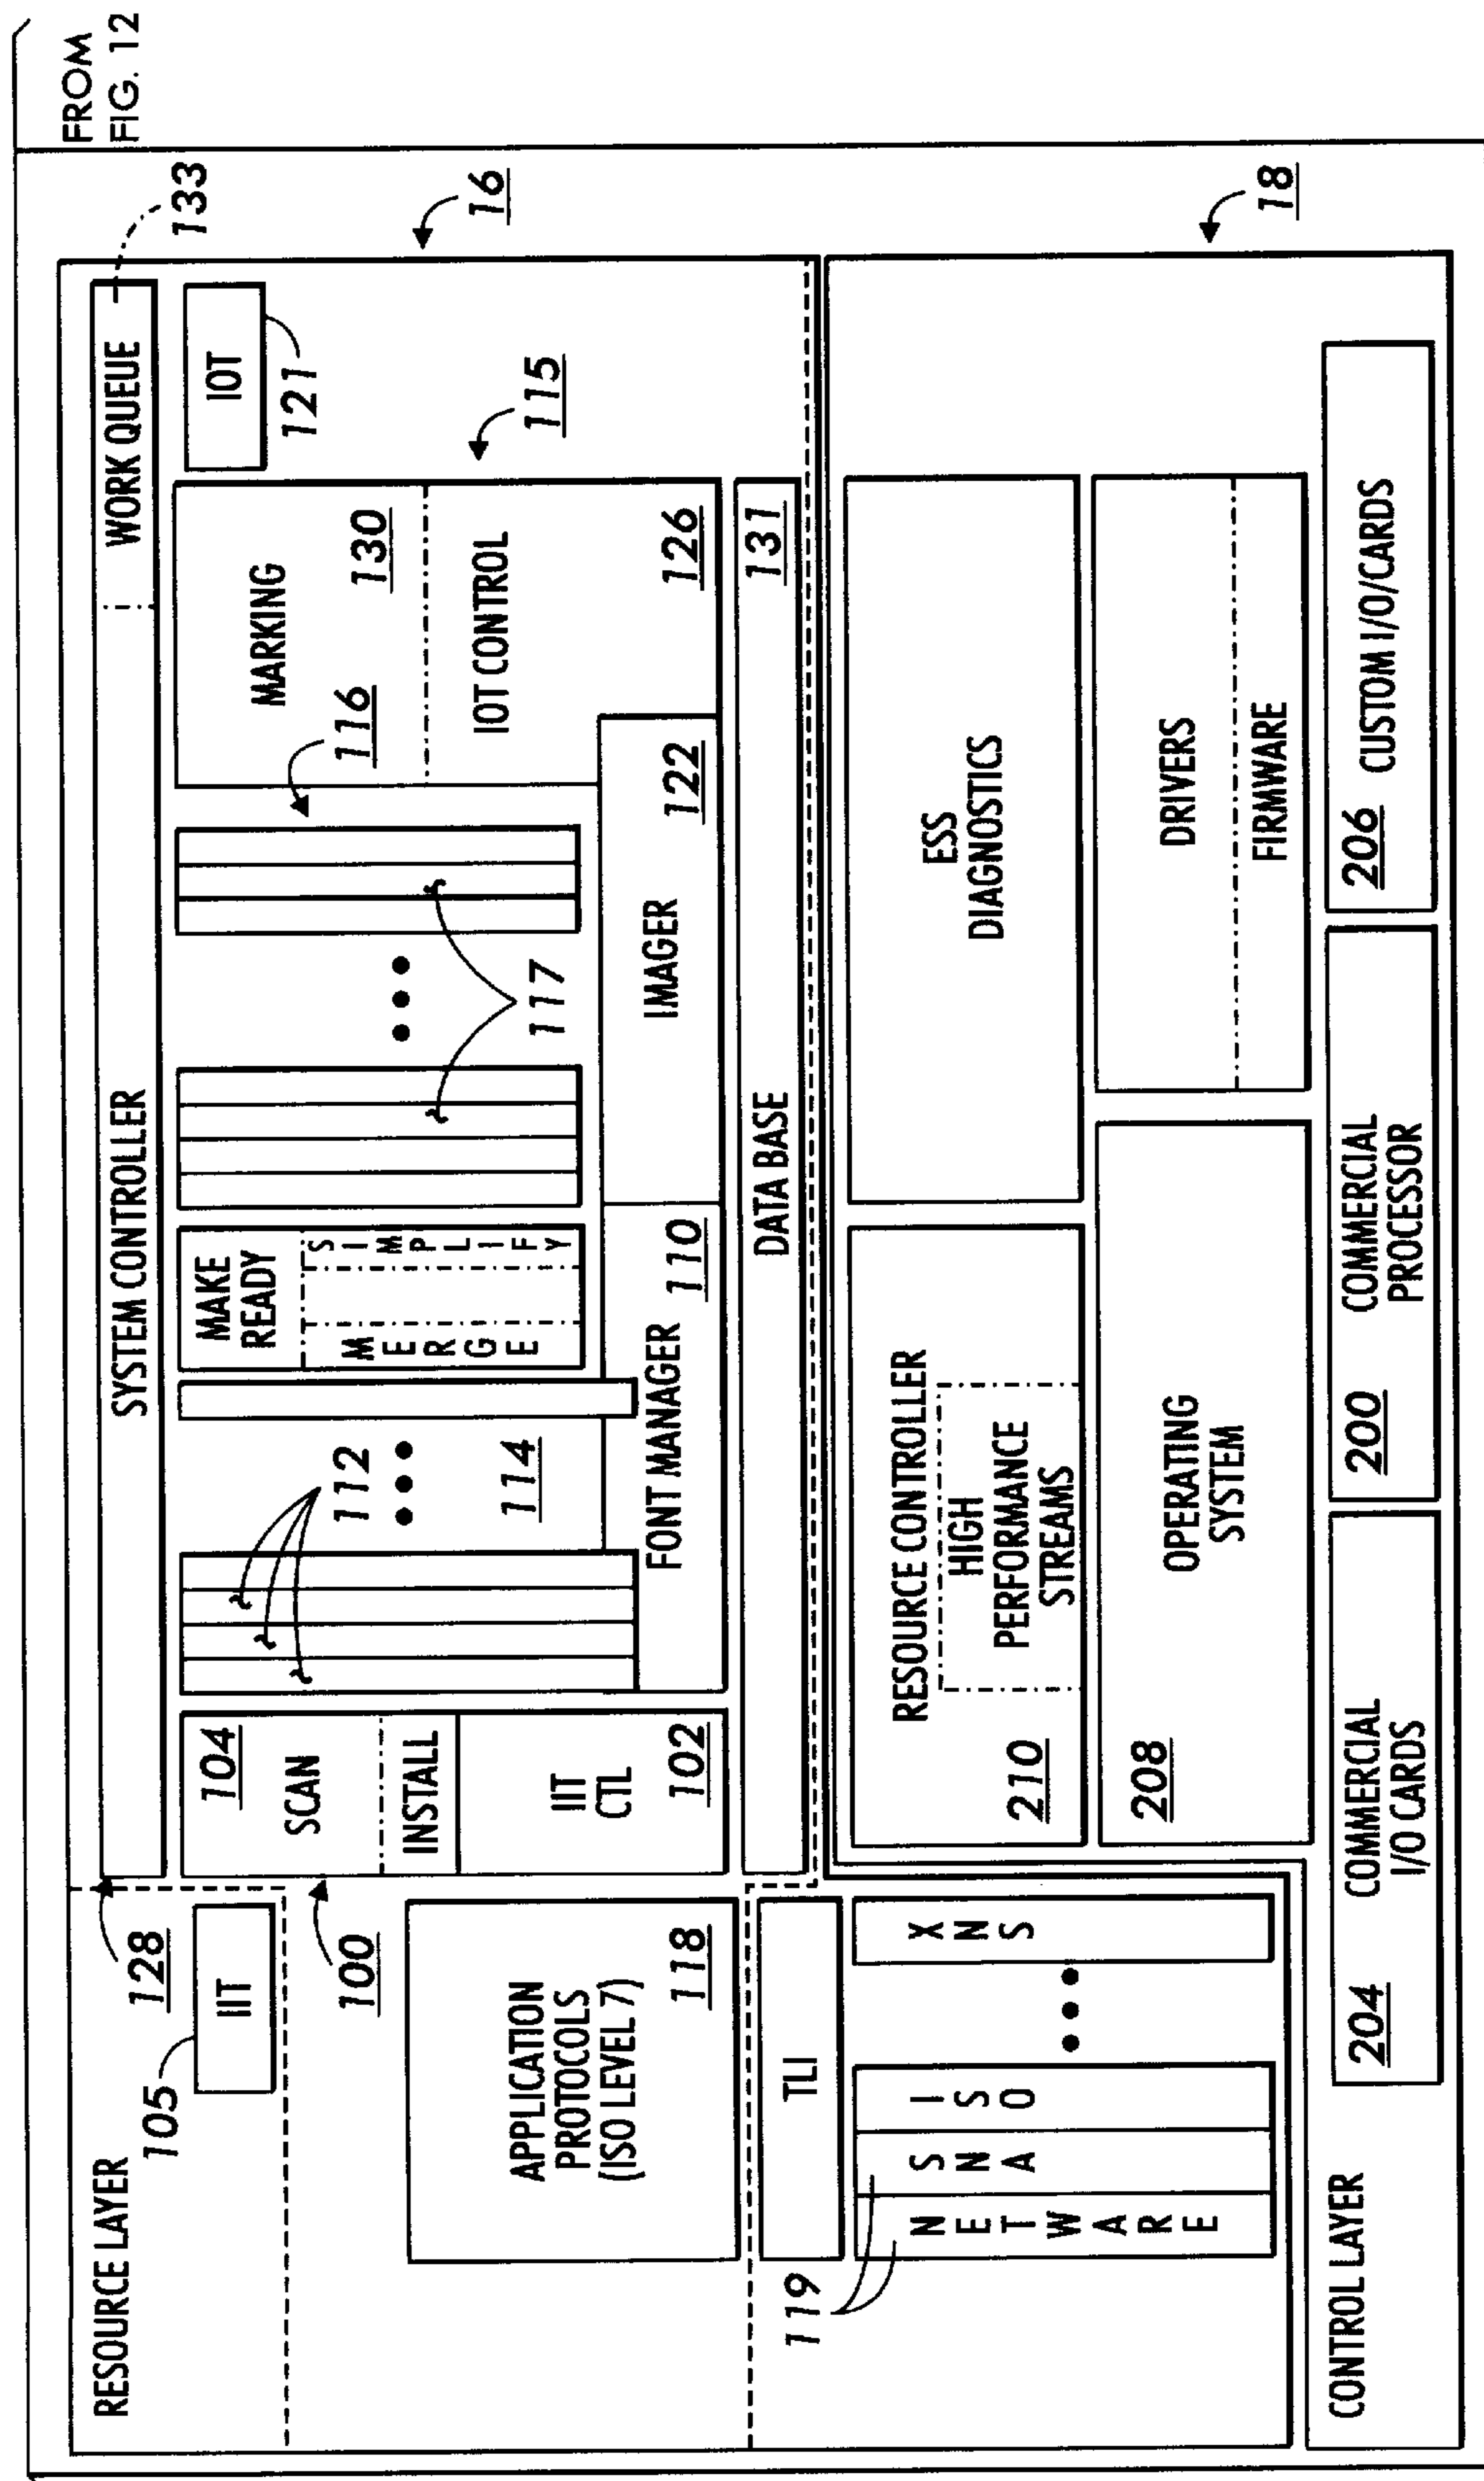 FROM
FIG. 12
RESOURCE LAYER
105
IIT
128
SYSTEM CONTROLLER
WORK QUEUE
133
16
100
104
SCAN
INSTALL
IIT
CTL
102
112
114
FONT MANAGER
110
MAKE
READY
MERGE
SIMPLIFY
117
116
IMAGER
122
MARKING
130
IOT CONTROL
126
115
IOT
121
APPLICATION
PROTOCOLS
(ISO LEVEL 7)
118
DATA BASE
131
TLI
119
NETWARE
SNA
ISO
XNS
18
RESOURCE CONTROLLER
HIGH
PERFORMANCE
STREAMS
210
ESS
DIAGNOSTICS
208
OPERATING
SYSTEM
DRIVERS
FIRMWARE
CONTROL LAYER
204
COMMERCIAL
I/O CARDS
200
COMMERCIAL
PROCESSOR
206
CUSTOM I/O/CARDS